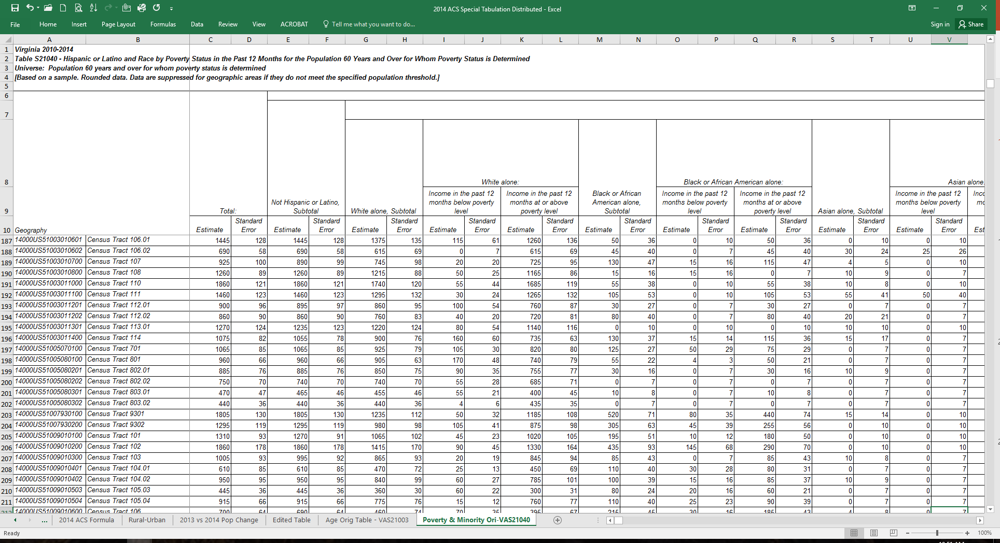 2014 ACS Special Tabulation Distributed - Excel
File Home Insert Page Layout Formulas Data Review View ACROBAT Tell me what you want to do... Sign in Share
A B C D E F G H I J K L M N O P Q R S T U V
1 Virginia 2010-2014
2 Table S21040 - Hispanic or Latino and Race by Poverty Status in the Past 12 Months for the Population 60 Years and Over for Whom Poverty Status is Determined
3 Universe: Population 60 years and over for whom poverty status is determined
4 [Based on a sample. Rounded data. Data are suppressed for geographic areas if they do not meet the specified population threshold.]
5
6
7
8 White alone: Black or African American alone: Asian alone:
Income in the past 12 Income in the past 12 Black or African Income in the past 12 Income in the past 12 Income in the past 12
Not Hispanic or Latino, months below poverty months at or above American alone, months below poverty months at or above months below poverty
9 Total: Subtotal White alone, Subtotal level poverty level Subtotal level poverty level Asian alone, Subtotal level
Standard Standard Standard Standard Standard Standard Standard Standard Standard Standard
10 Geography Estimate Error Estimate Error Estimate Error Estimate Error Estimate Error Estimate Error Estimate Error Estimate Error Estimate Error Estimate Error Est
187 14000US51003010601 Census Tract 106.01 1445 128 1445 128 1375 135 115 61 1260 136 50 36 0 10 50 36 0 10 0 10
188 14000US51003010602 Census Tract 106.02 690 58 690 58 615 69 0 7 615 69 45 40 0 7 45 40 30 24 25 26
189 14000US51003010700 Census Tract 107 925 100 890 99 745 98 20 20 725 95 130 47 15 16 115 47 4 5 0 10
190 14000US51003010800 Census Tract 108 1260 89 1260 89 1215 88 50 25 1165 86 15 16 15 16 0 7 10 9 0 7
191 14000US51003011000 Census Tract 110 1860 121 1860 121 1740 120 55 44 1685 119 55 38 0 10 55 38 10 8 0 10
192 14000US51003011100 Census Tract 111 1460 123 1460 123 1295 132 30 24 1265 132 105 53 0 10 105 53 55 41 50 40
193 14000US51003011201 Census Tract 112.01 900 96 895 97 860 95 100 54 760 87 30 27 0 7 30 27 0 7 0 7
194 14000US51003011202 Census Tract 112.02 860 90 860 90 760 83 40 20 720 81 80 40 0 7 80 40 20 21 0 7
195 14000US51003011301 Census Tract 113.01 1270 124 1235 123 1220 124 80 54 1140 116 0 10 0 10 0 10 10 10 0 10
196 14000US51003011400 Census Tract 114 1075 82 1055 78 900 76 160 60 735 63 130 37 15 14 115 36 15 17 0 7
197 14000US51005070100 Census Tract 701 1065 85 1065 85 925 79 105 30 820 80 125 27 50 29 75 29 0 7 0 7
198 14000US51005080100 Census Tract 801 960 66 960 66 905 63 170 48 740 79 55 22 4 3 50 21 0 7 0 7
199 14000US51005080201 Census Tract 802.01 885 76 885 76 850 75 90 35 755 77 30 16 0 7 30 16 10 9 0 7
200 14000US51005080202 Census Tract 802.02 750 70 740 70 740 70 55 28 685 71 0 7 0 7 0 7 0 7 0 7
201 14000US51005080301 Census Tract 803.01 470 47 465 46 455 46 55 21 400 45 10 8 0 7 10 8 0 7 0 7
202 14000US51005080302 Census Tract 803.02 440 36 440 36 440 36 4 6 435 35 0 7 0 7 0 7 0 7 0 7
203 14000US51007930100 Census Tract 9301 1805 130 1805 130 1235 112 50 32 1185 108 520 71 80 35 440 74 15 14 0 10
204 14000US51007930200 Census Tract 9302 1295 119 1295 119 980 98 105 41 875 98 305 63 45 39 255 56 0 10 0 10
205 14000US51009010100 Census Tract 101 1310 93 1270 91 1065 102 45 23 1020 105 195 51 10 12 180 50 0 10 0 10
206 14000US51009010200 Census Tract 102 1860 178 1860 178 1415 170 90 45 1330 164 435 93 145 68 290 70 0 10 0 10
207 14000US51009010300 Census Tract 103 1005 93 995 92 865 93 20 19 845 94 85 43 0 7 85 43 10 8 0 7
208 14000US51009010401 Census Tract 104.01 610 85 610 85 470 72 25 13 450 69 110 40 30 28 80 31 0 7 0 7
209 14000US51009010402 Census Tract 104.02 950 95 950 95 840 99 60 27 785 101 100 39 15 16 85 37 10 9 0 7
210 14000US51009010503 Census Tract 105.03 445 36 445 36 360 30 60 22 300 31 80 24 20 16 60 21 0 7 0 7
211 14000US51009010504 Census Tract 105.04 915 66 915 66 775 76 15 12 760 77 110 40 25 23 90 39 0 7 0 7
212 14000US51009010600 Census Tract 106 700 64 690 64 460 74 70 35 395 67 215 45 30 16 185 43 4 8 0 7
... 2014 ACS Formula Rural-Urban 2013 vs 2014 Pop Change Edited Table Age Orig Table - VAS21003 Poverty & Minority Ori-VAS21040
Ready 100%